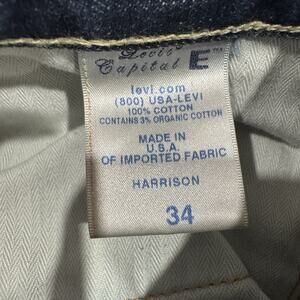 Levi's
Capital E™
levi.com
(800) USA-LEVI
100% COTTON
CONTAINS 3% ORGANIC COTTON
MADE IN
U.S.A.
OF IMPORTED FABRIC
HARRISON
34